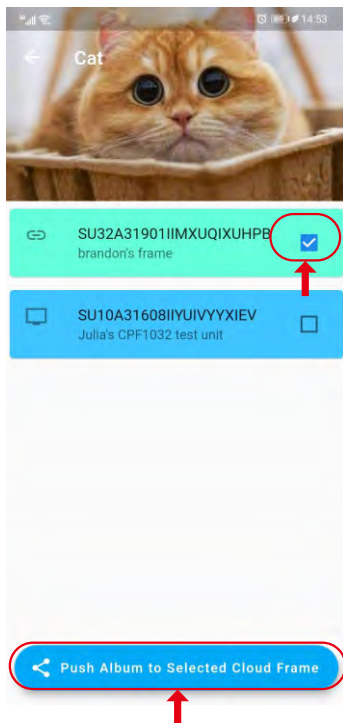 14:53
Cat
SU32A31901IIMXUQIXUHPB
brandon's frame
SU10A31608IIYUIVYYXIEV
Julia's CPF1032 test unit
Push Album to Selected Cloud Frame